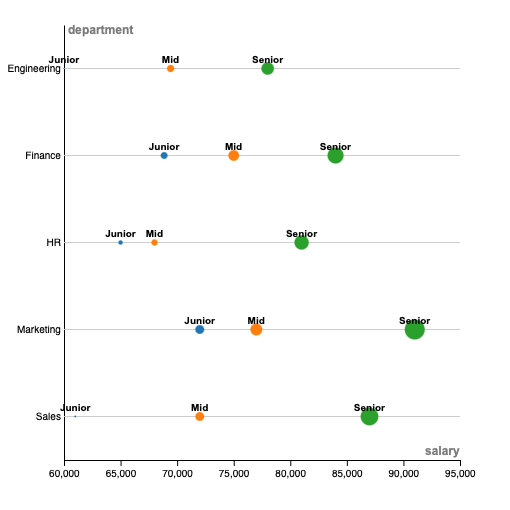 department
Junior Mid Senior
Engineering
Junior Mid Senior
Finance
Junior Mid Senior
HR
Junior Mid Senior
Marketing
Junior Mid Senior
Sales
salary
60,000 65,000 70,000 75,000 80,000 85,000 90,000 95,000